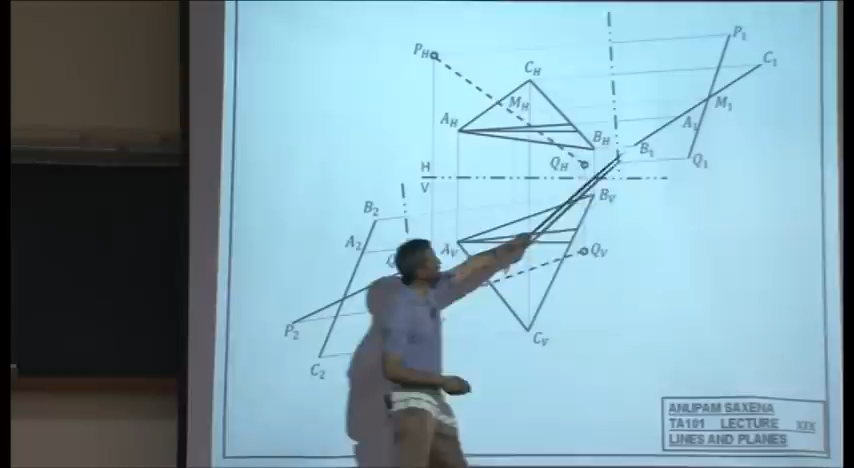 P_H
C_H
M_H
A_H
B_H
Q_H
H
V
P_1
C_1
M_1
A_1
B_1
Q_1
B_2
A_2
P_2
C_2
A_V
B_V
Q_V
C_V
ANUPAM SAXENA
TA101 LECTURE XIX
LINES AND PLANES